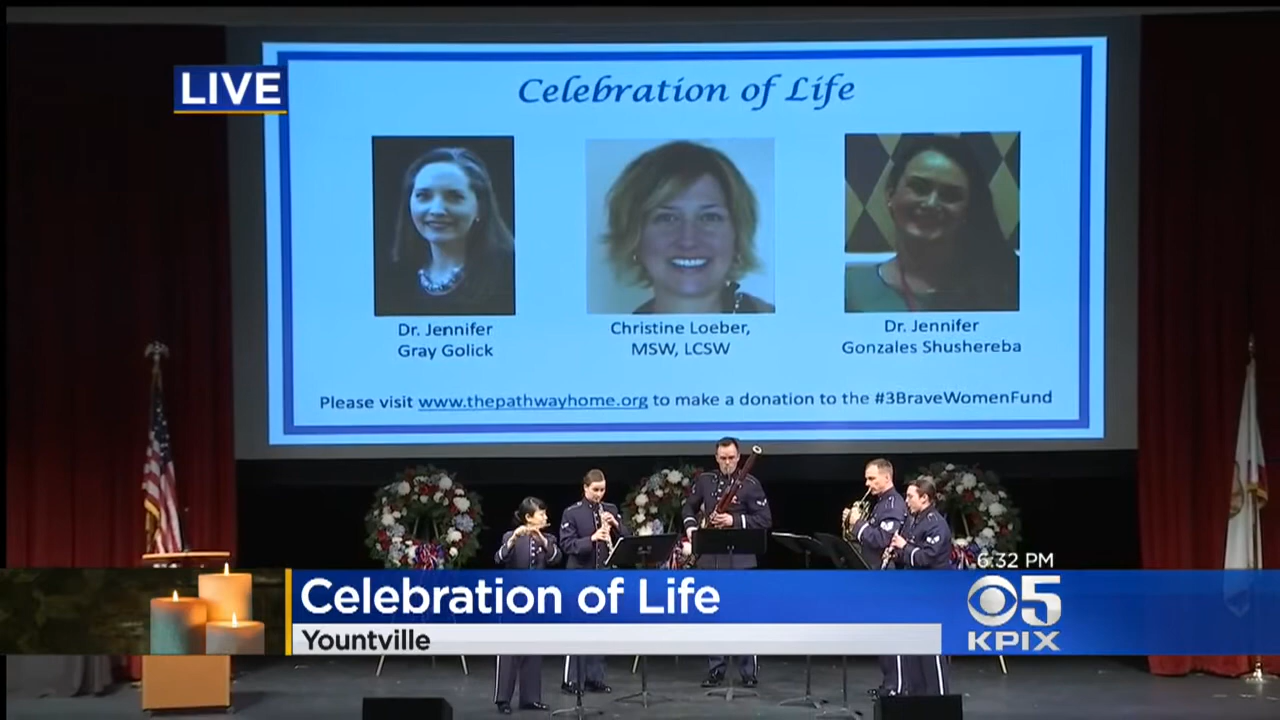 LIVE
Celebration of Life
Dr. Jennifer
Gray Golick
Christine Loeber,
MSW, LCSW
Dr. Jennifer
Gonzales Shushereba
Please visit www.thepathwayhome.org to make a donation to the #3BraveWomenFund
6:32 PM
Celebration of Life
Yountville
5
KPIX